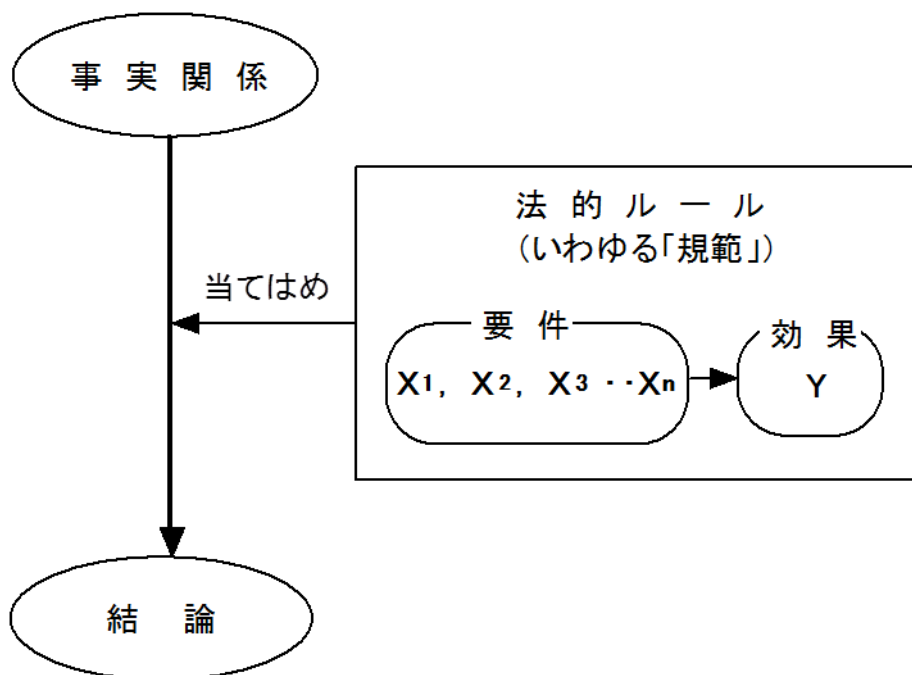 事実関係
法的ルール
(いわゆる「規範」)
当てはめ
要件
効果
X1, X2, X3 ··Xn
Y
結論